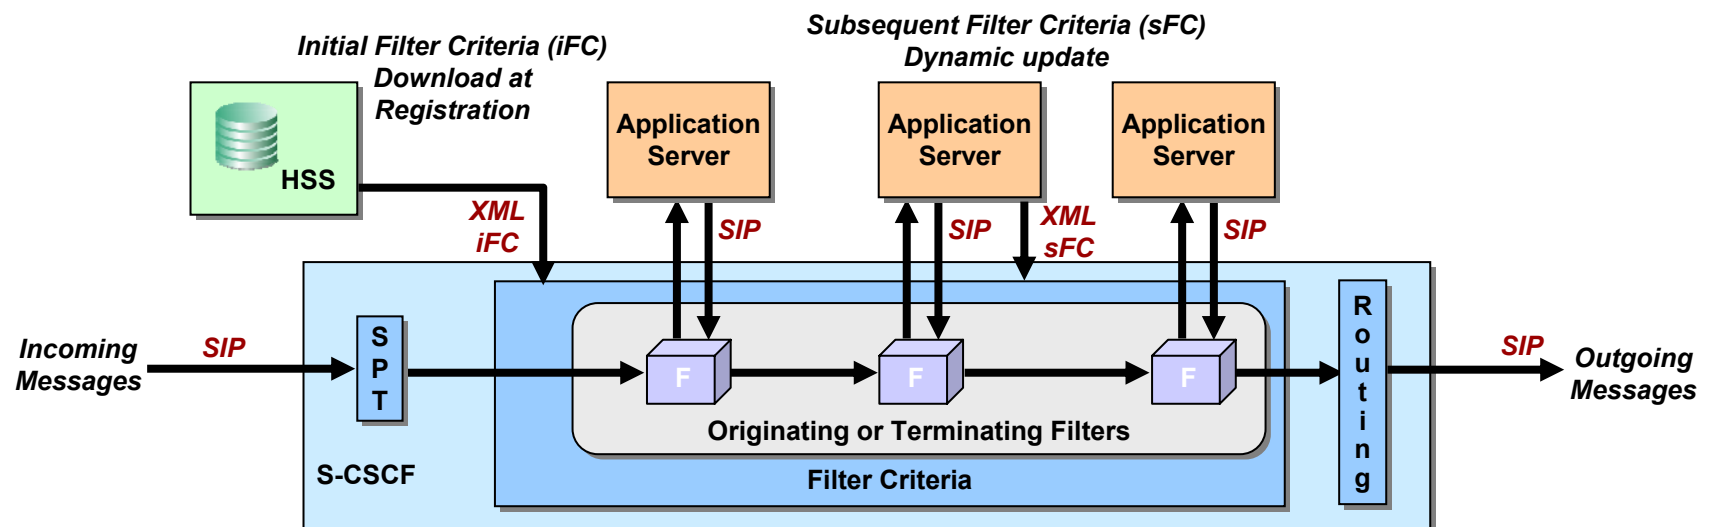 Initial Filter Criteria (iFC)
Download at
Registration
Subsequent Filter Criteria (sFC)
Dynamic update
HSS
Application
Server
Application
Server
Application
Server
XML
iFC
SIP
SIP
XML
sFC
SIP
Incoming
Messages
SIP
S
P
T
F
F
F
R
o
u
t
i
n
g
SIP
Outgoing
Messages
Originating or Terminating Filters
S-CSCF
Filter Criteria